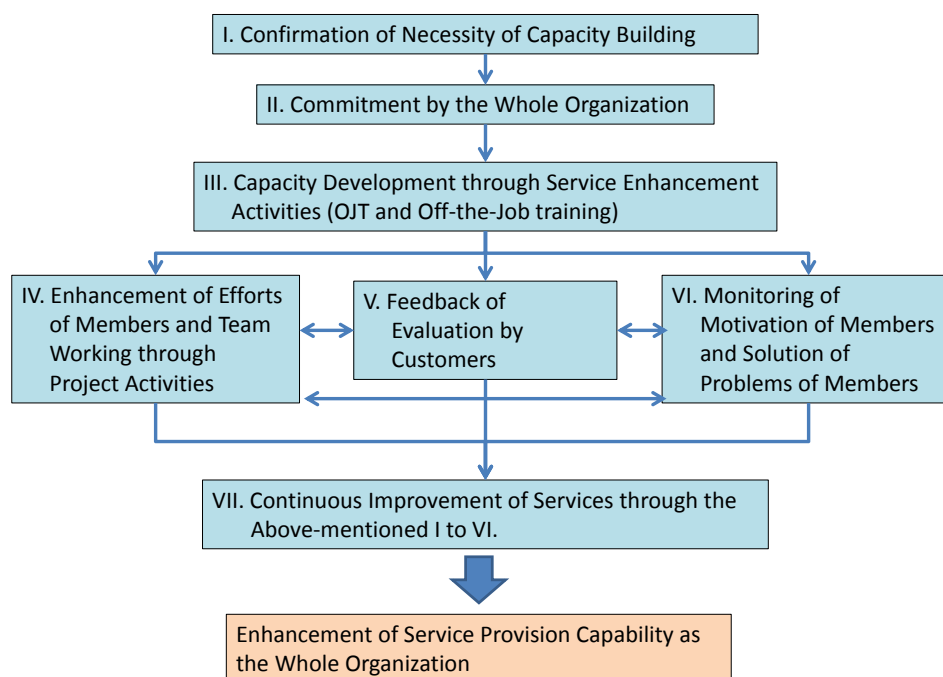 I. Confirmation of Necessity of Capacity Building
II. Commitment by the Whole Organization
III. Capacity Development through Service Enhancement
Activities (OJT and Off-the-Job training)
IV. Enhancement of Efforts
of Members and Team
Working through
Project Activities
V. Feedback of
Evaluation by
Customers
VI. Monitoring of
Motivation of Members
and Solution of
Problems of Members
VII. Continuous Improvement of Services through the
Above-mentioned I to VI.
Enhancement of Service Provision Capability as
the Whole Organization